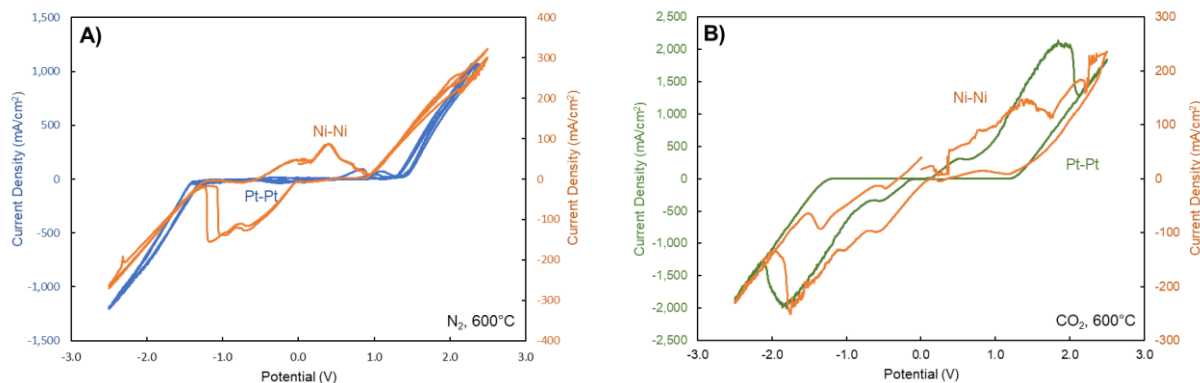 A)
Current Density (mA/cm²)
1,500
1,000
500
0
-500
-1,000
-1,500
Ni-Ni
Pt-Pt
N₂, 600°C
400
300
200
100
0
-100
-200
-300
-400
Current Density (mA/cm²)
-3.0 -2.0 -1.0 0.0 1.0 2.0 3.0
Potential (V)
B)
Current Density (mA/cm²)
2,500
2,000
1,500
1,000
500
0
-500
-1,000
-1,500
-2,000
-2,500
Ni-Ni
Pt-Pt
CO₂, 600°C
300
200
100
0
-100
-200
-300
Current Density (mA/cm²)
-3.0 -2.0 -1.0 0.0 1.0 2.0 3.0
Potential (V)